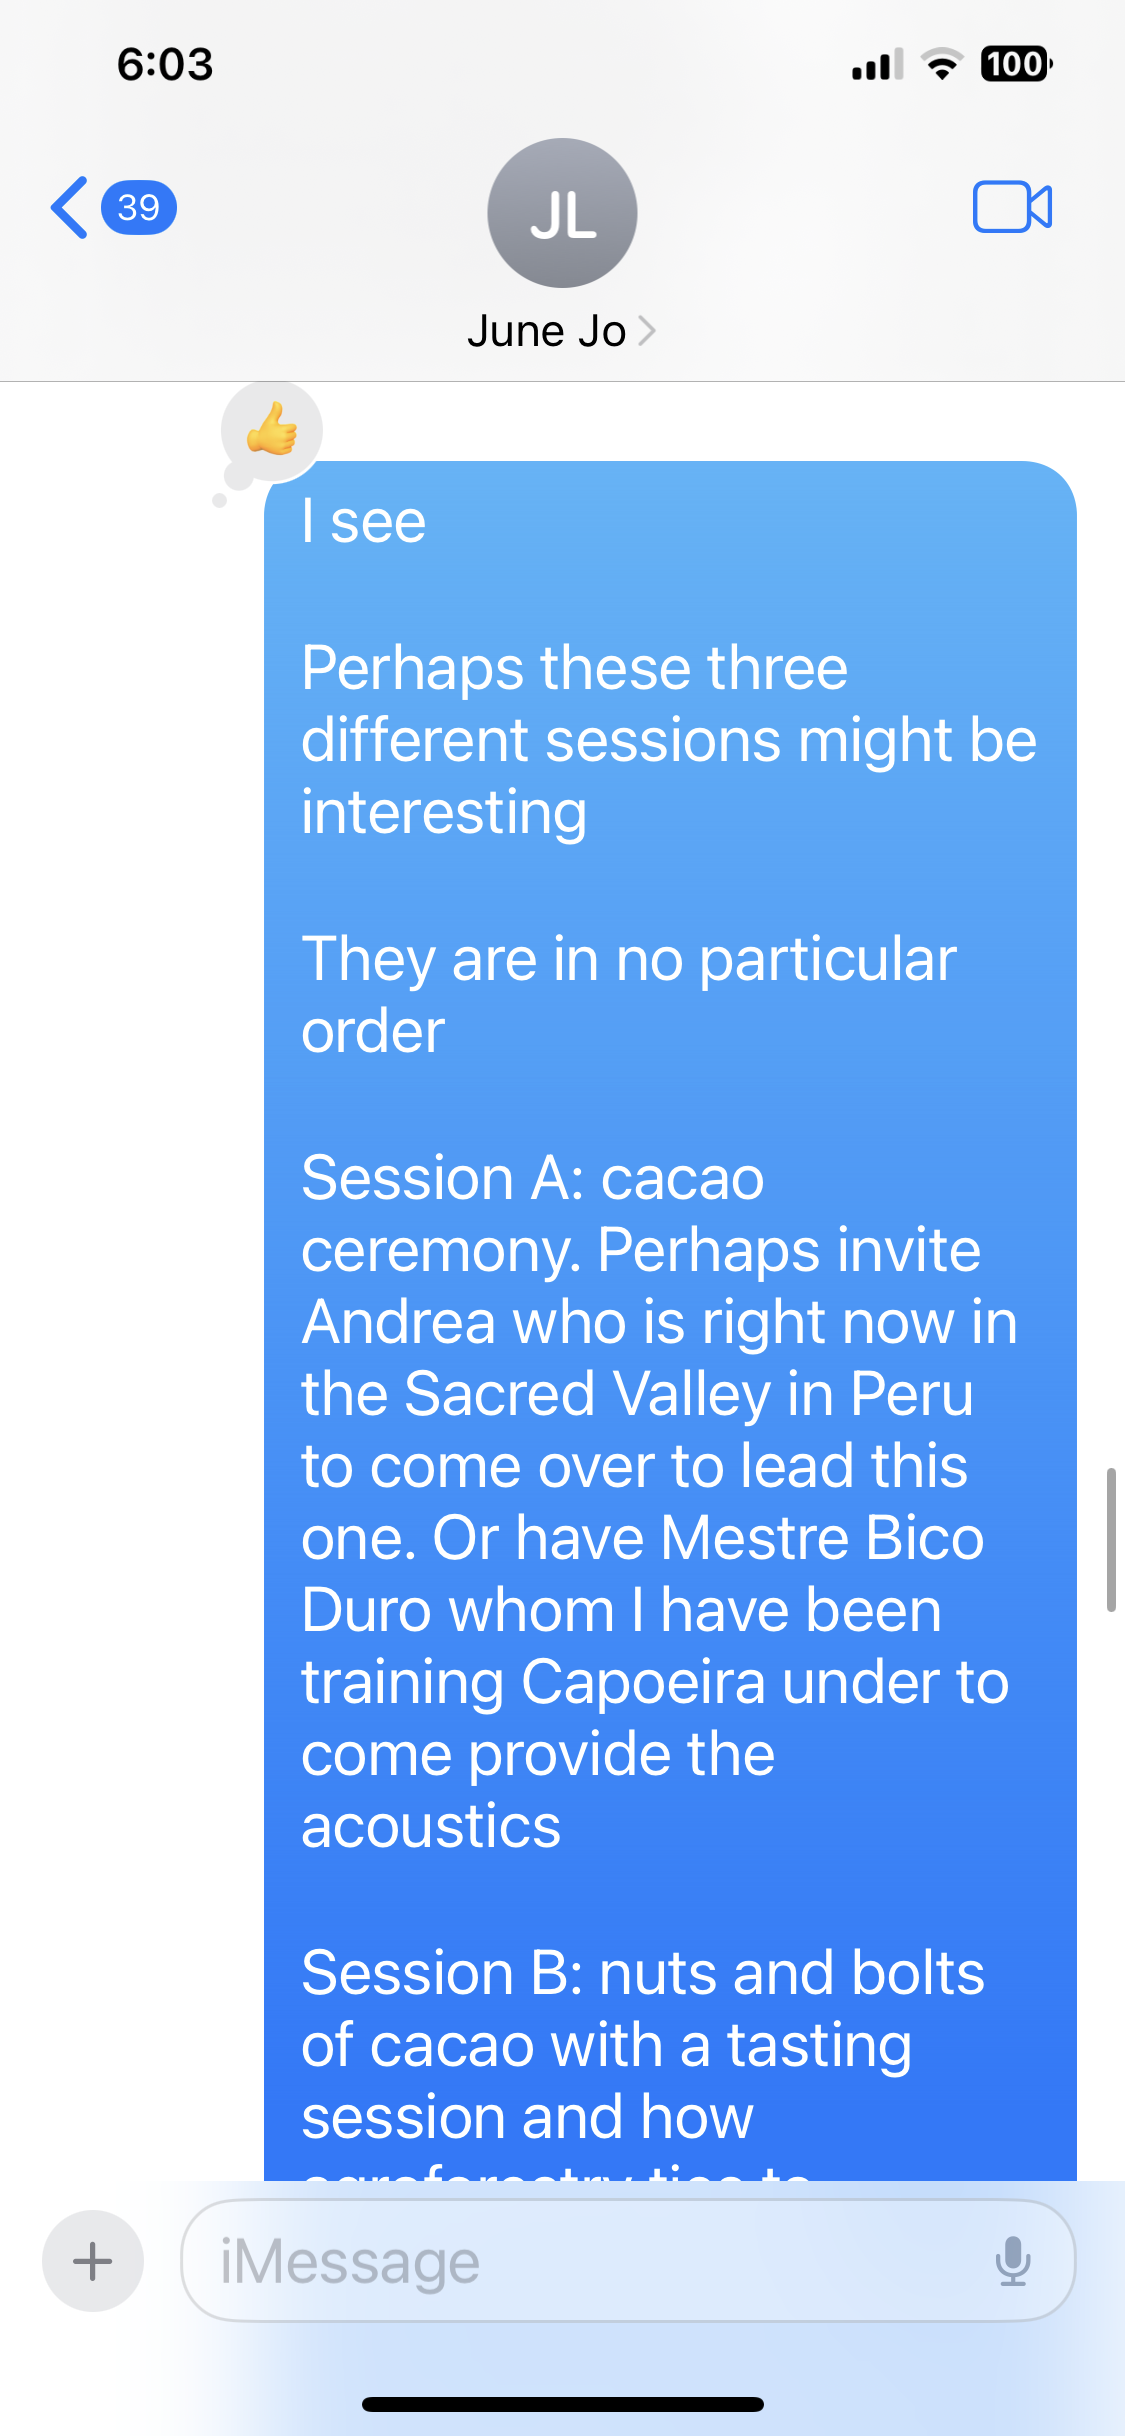 6:03
100
39
JL
June Jo
I see
Perhaps these three
different sessions might be
interesting
They are in no particular
order
Session A: cacao
ceremony. Perhaps invite
Andrea who is right now in
the Sacred Valley in Peru
to come over to lead this
one. Or have Mestre Bico
Duro whom I have been
training Capoeira under to
come provide the
acoustics
Session B: nuts and bolts
of cacao with a tasting
session and how
agroforestry ties to
iMessage